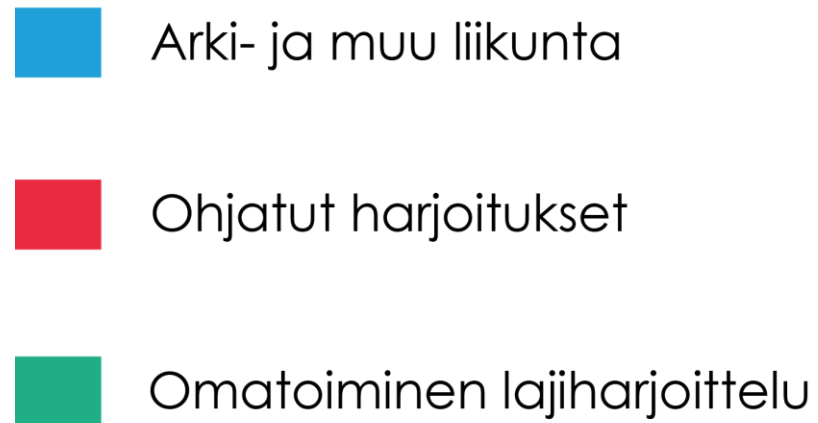 Arki- ja muu liikunta
Ohjatut harjoitukset
Omatoiminen lajiharjoittelu